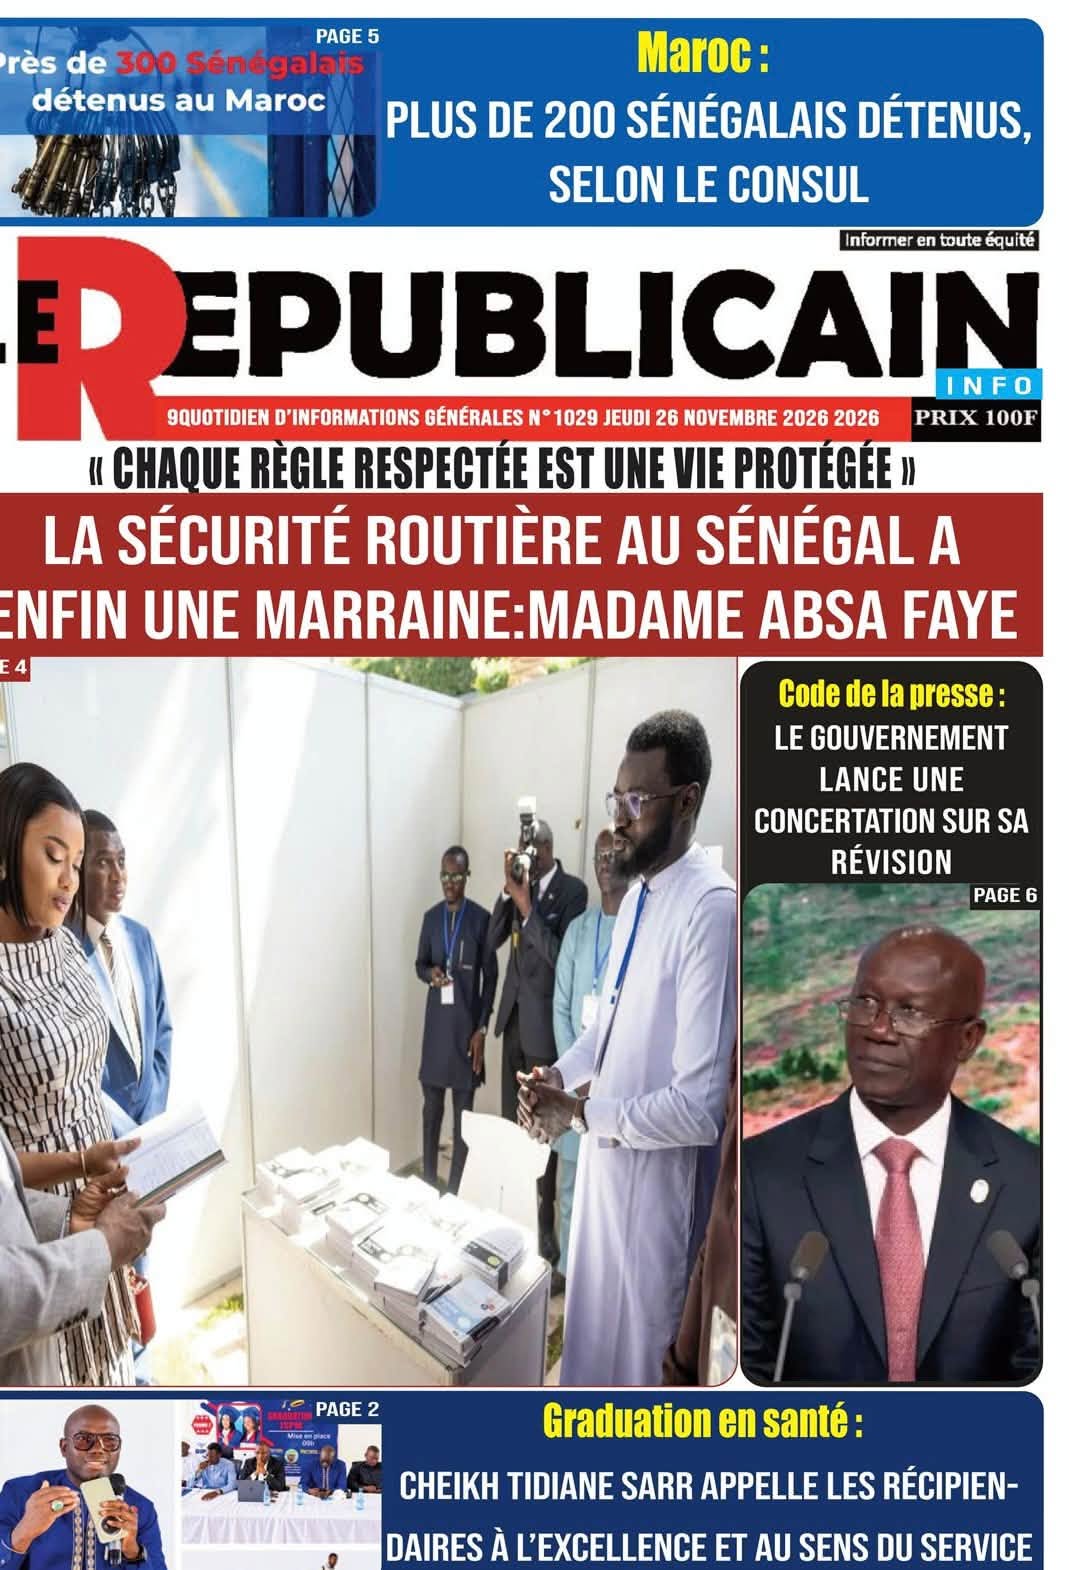 PAGE 5
Près de 300 Sénégalais
détenus au Maroc
Maroc :
PLUS DE 200 SÉNÉGALAIS DÉTENUS,
SELON LE CONSUL
Informer en toute équité
LE REPUBLICAIN
INFO
9QUOTIDIEN D'INFORMATIONS GÉNÉRALES N°1029 JEUDI 26 NOVEMBRE 2026 2026
PRIX 100F
« CHAQUE RÈGLE RESPECTÉE EST UNE VIE PROTÉGÉE »
LA SÉCURITÉ ROUTIÈRE AU SÉNÉGAL A
ENFIN UNE MARRAINE:MADAME ABSA FAYE
E 4
Code de la presse :
LE GOUVERNEMENT
LANCE UNE
CONCERTATION SUR SA
RÉVISION
PAGE 6
PAGE 2
GRADUATION
Mise en place
Graduation en santé :
CHEIKH TIDIANE SARR APPELLE LES RÉCIPIEN-
DAIRES À L'EXCELLENCE ET AU SENS DU SERVICE